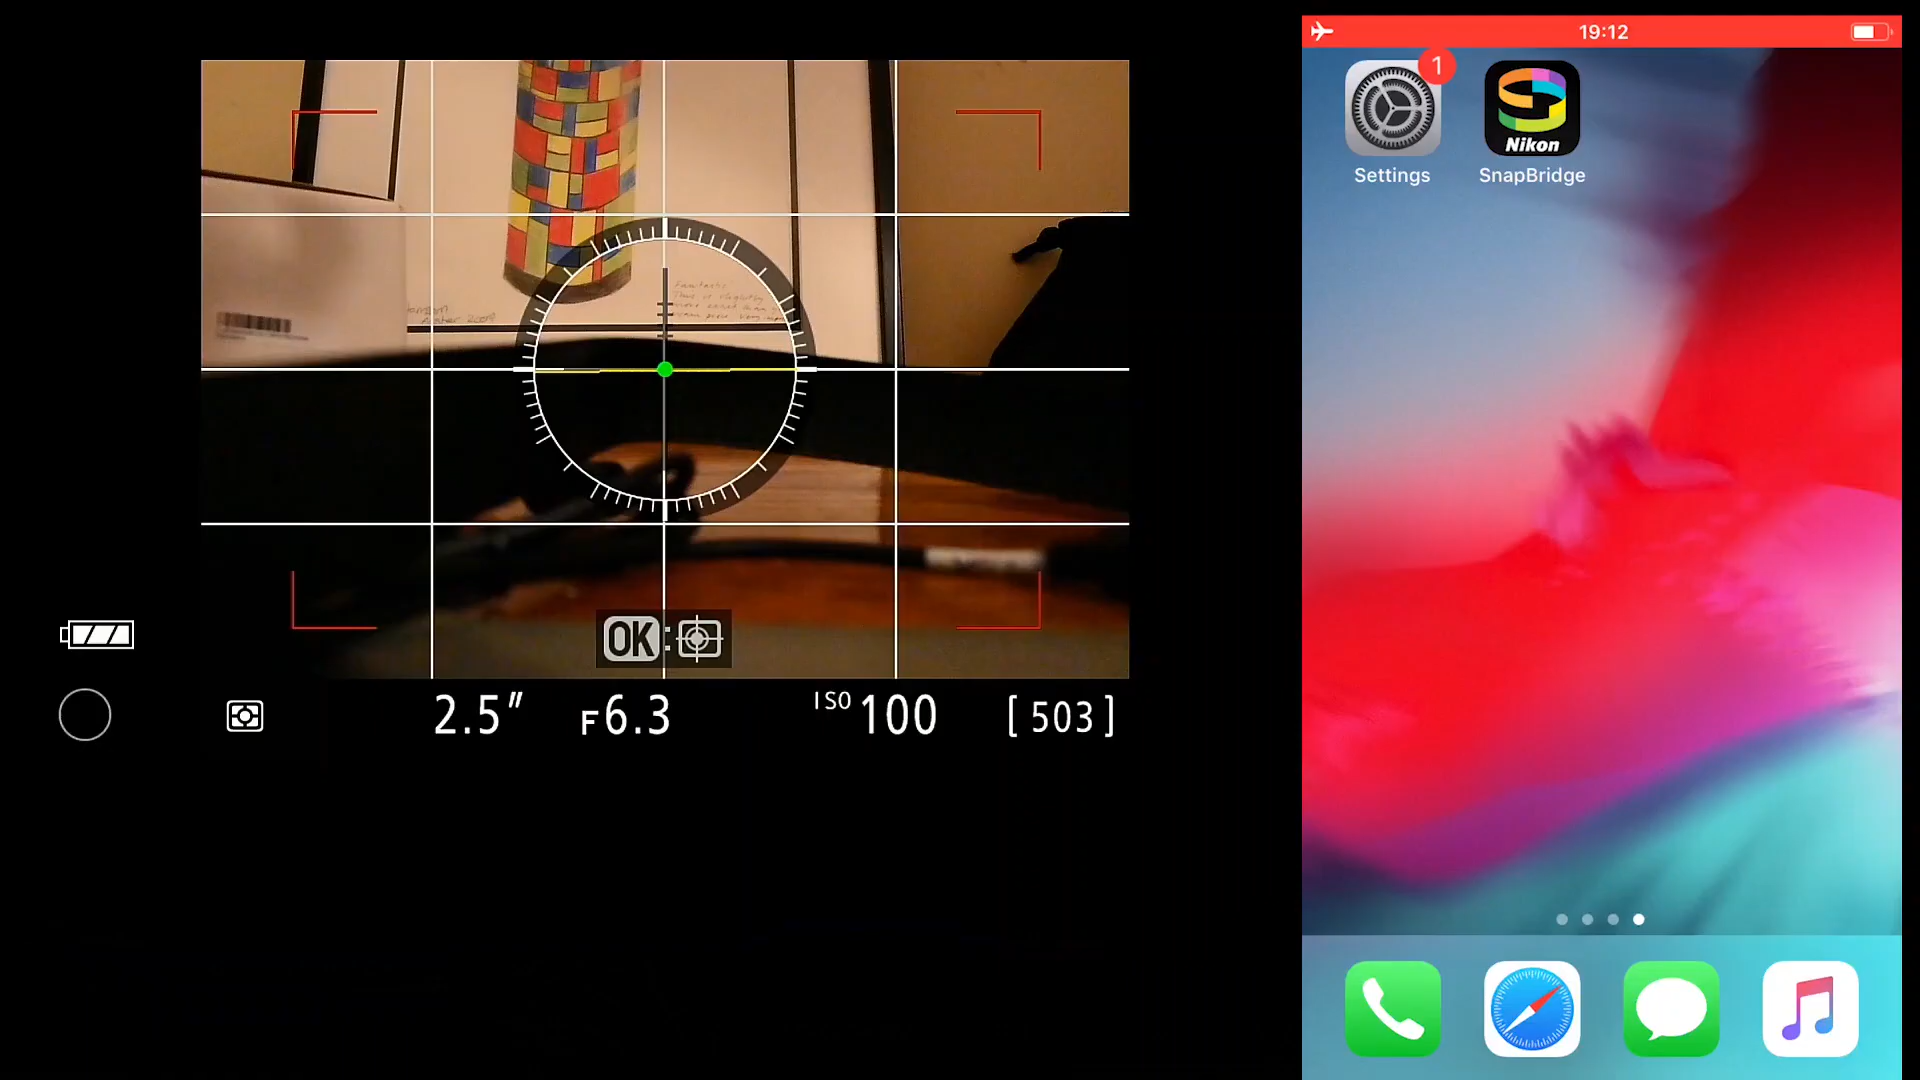 19:12
1
Nikon
Settings
SnapBridge
OK:
2.5" F6.3 ISO 100 [503]